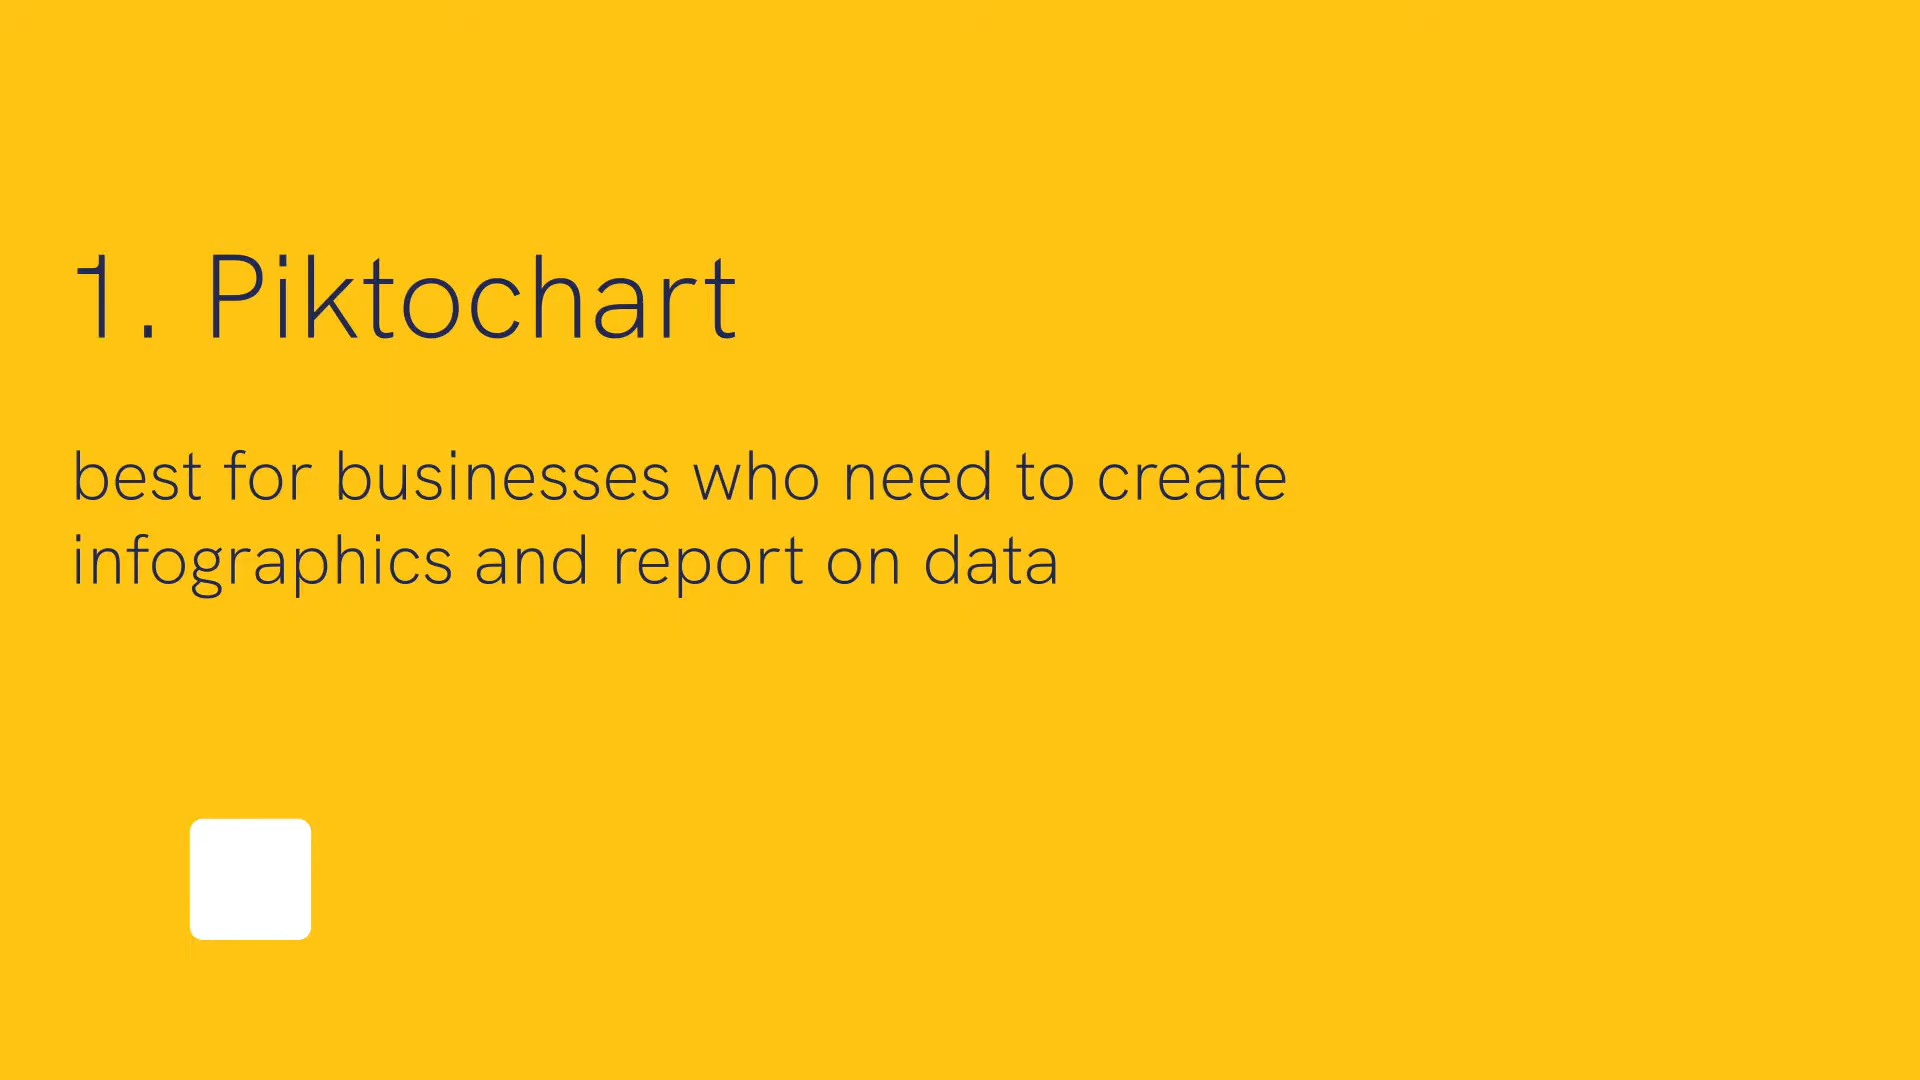 1. Piktochart
best for businesses who need to create
infographics and report on data